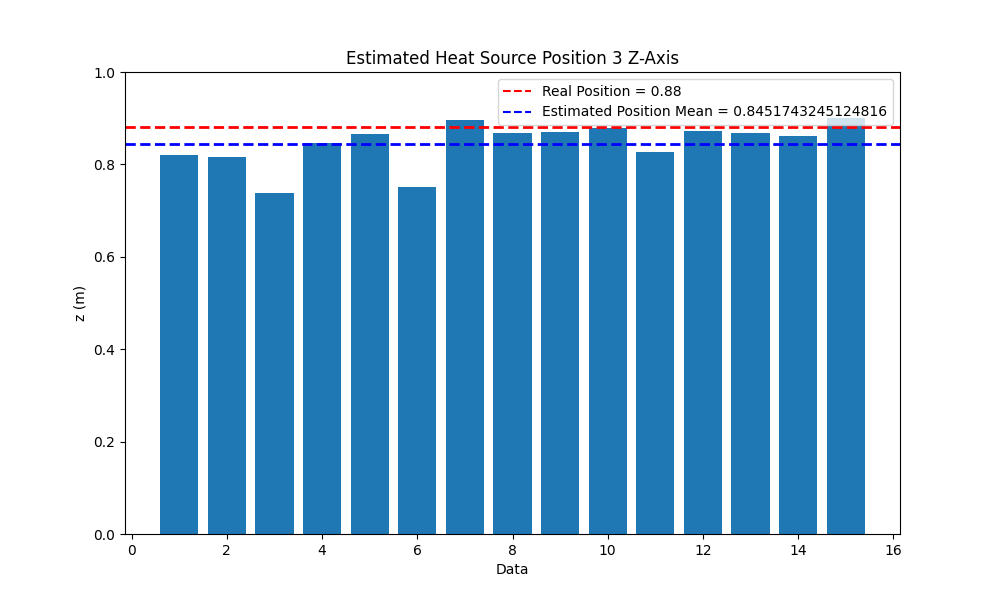 Estimated Heat Source Position 3 Z-Axis
Real Position = 0.88
Estimated Position Mean = 0.8451743245124816
1.0
0.8
0.6
0.4
0.2
0.0
z (m)
0 2 4 6 8 10 12 14 16
Data